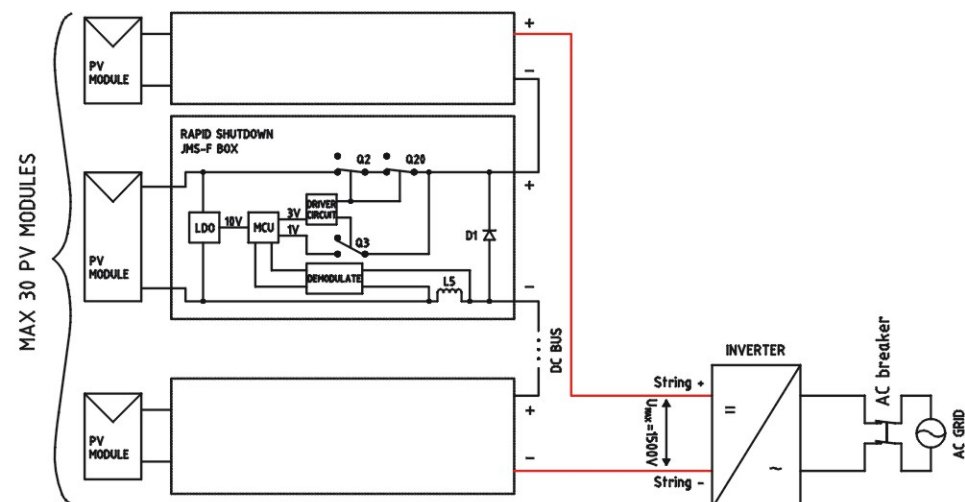 MAX 30 PV MODULES
PV
MODULE
+
−
RAPID SHUTDOWN
JMS-F BOX
Q2
Q20
PV
MODULE
LDO
10V
MCU
3V
1V
DRIVER
CIRCUIT
Q3
D1
+
DEMODULATE
L5
−
DC BUS
PV
MODULE
+
−
String +
Umax=1500V
String -
INVERTER
=
~
AC breaker
AC GRID